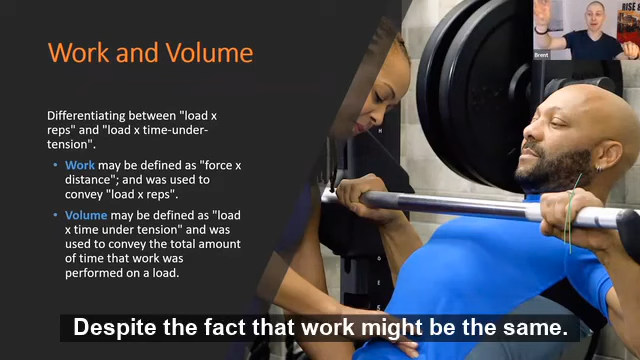 RISE &
Brent
Work and Volume
Differentiating between "load x
reps" and "load x time-under-
tension".
• Work may be defined as "force x
distance"; and was used to
convey "load x reps".
• Volume may be defined as "load
x time under tension" and was
used to convey the total amount
of time that work was
performed on a load.
Despite the fact that work might be the same.